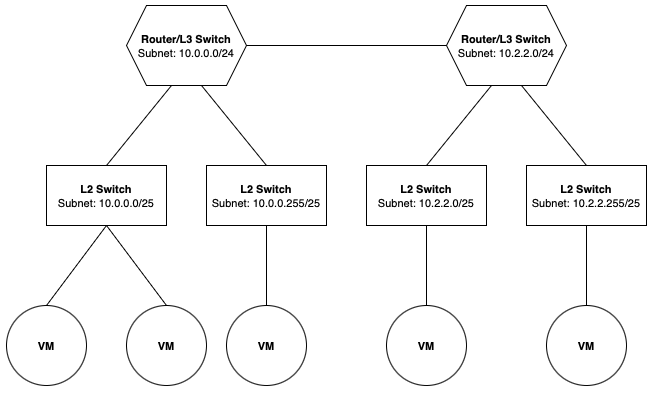 Router/L3 Switch
Subnet: 10.0.0.0/24
Router/L3 Switch
Subnet: 10.2.2.0/24
L2 Switch
Subnet: 10.0.0.0/25
L2 Switch
Subnet: 10.0.0.255/25
L2 Switch
Subnet: 10.2.2.0/25
L2 Switch
Subnet: 10.2.2.255/25
VM
VM
VM
VM
VM